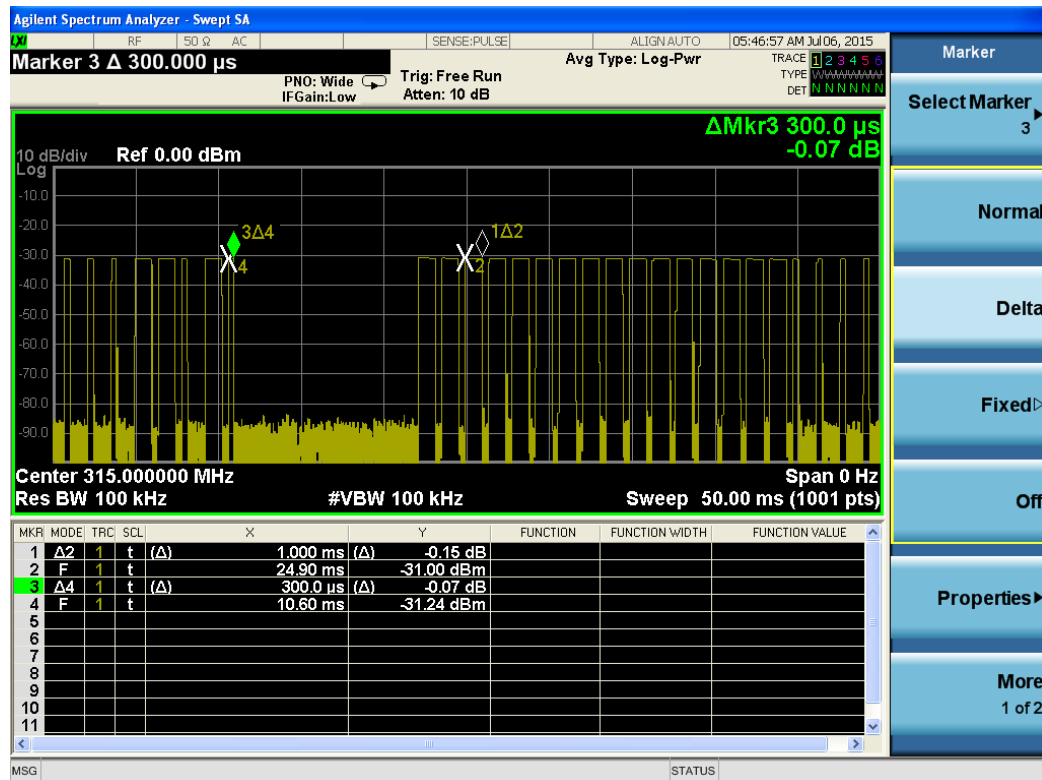 Agilent Spectrum Analyzer - Swept SA
LXI RF 50 Ω AC SENSE:PULSE ALIGN AUTO 05:46:57 AM Jul 06, 2015
Marker 3 Δ 300.000 µs
PNO: Wide
IFGain:Low
Trig: Free Run
Atten: 10 dB
Avg Type: Log-Pwr
TRACE 1 2 3 4 5 6
TYPE WWWWWW
DET N N N N N N
ΔMkr3 300.0 µs
-0.07 dB
10 dB/div Ref 0.00 dBm
Log
-10.0
-20.0
-30.0
-40.0
-50.0
-60.0
-70.0
-80.0
-90.0
3Δ4
4
1Δ2
2
Center 315.000000 MHz Span 0 Hz
Res BW 100 kHz #VBW 100 kHz Sweep 50.00 ms (1001 pts)
MKR MODE TRC SCL X Y FUNCTION FUNCTION WIDTH FUNCTION VALUE
1 Δ2 1 t (Δ) 1.000 ms (Δ) -0.15 dB
2 F 1 t 24.90 ms -31.00 dBm
3 Δ4 1 t (Δ) 300.0 µs (Δ) -0.07 dB
4 F 1 t 10.60 ms -31.24 dBm
5
6
7
8
9
10
11
MSG STATUS
Marker
Select Marker
3
Normal
Delta
Fixed
Off
Properties
More
1 of 2